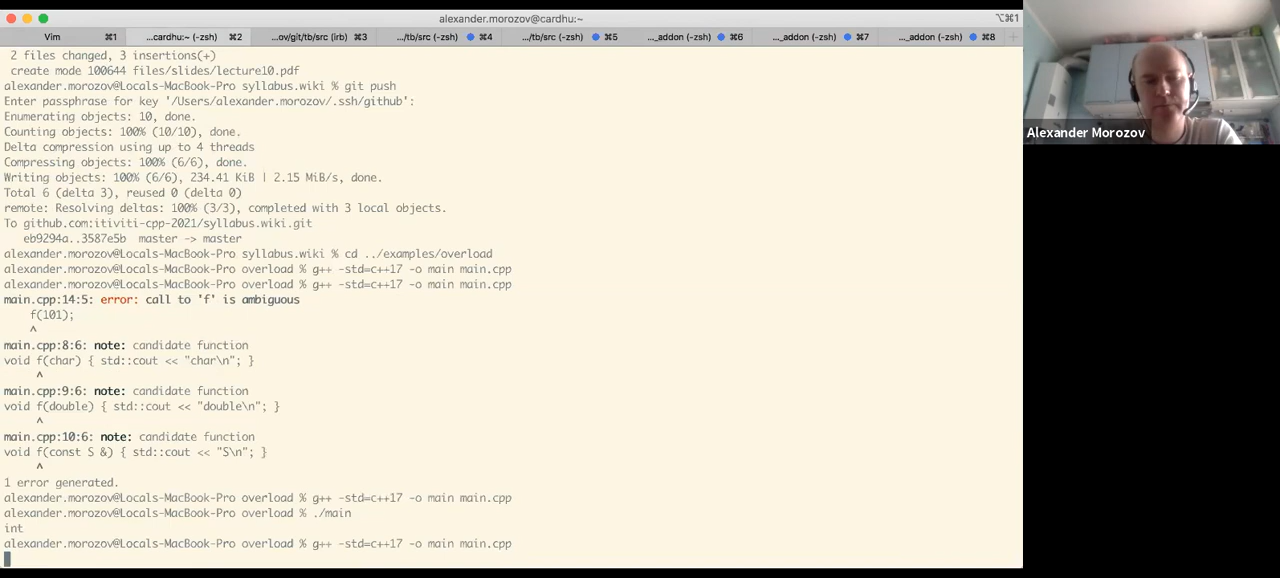 alexander.morozov@cardhu:~
⌥⌘1
Vim ⌘1
...cardhu:~ (-zsh) ⌘2
...ov/git/tb/src (irb) ⌘3
.../tb/src (-zsh) ⌘4
.../tb/src (-zsh) ⌘5
..._addon (-zsh) ⌘6
..._addon (-zsh) ⌘7
..._addon (-zsh) ⌘8
2 files changed, 3 insertions(+)
create mode 100644 files/slides/lecture10.pdf
alexander.morozov@Locals-MacBook-Pro syllabus.wiki % git push
Enter passphrase for key '/Users/alexander.morozov/.ssh/github':
Enumerating objects: 10, done.
Counting objects: 100% (10/10), done.
Delta compression using up to 4 threads
Compressing objects: 100% (6/6), done.
Writing objects: 100% (6/6), 234.41 KiB | 2.15 MiB/s, done.
Total 6 (delta 3), reused 0 (delta 0)
remote: Resolving deltas: 100% (3/3), completed with 3 local objects.
To github.com:itiviti-cpp-2021/syllabus.wiki.git
eb9294a..3587e5b master -> master
alexander.morozov@Locals-MacBook-Pro syllabus.wiki % cd ../examples/overload
alexander.morozov@Locals-MacBook-Pro overload % g++ -std=c++17 -o main main.cpp
alexander.morozov@Locals-MacBook-Pro overload % g++ -std=c++17 -o main main.cpp
main.cpp:14:5: error: call to 'f' is ambiguous
f(101);
^
main.cpp:8:6: note: candidate function
void f(char) { std::cout << "char\n"; }
^
main.cpp:9:6: note: candidate function
void f(double) { std::cout << "double\n"; }
^
main.cpp:10:6: note: candidate function
void f(const S &) { std::cout << "S\n"; }
^
1 error generated.
alexander.morozov@Locals-MacBook-Pro overload % g++ -std=c++17 -o main main.cpp
alexander.morozov@Locals-MacBook-Pro overload % ./main
int
alexander.morozov@Locals-MacBook-Pro overload % g++ -std=c++17 -o main main.cpp
Alexander Morozov